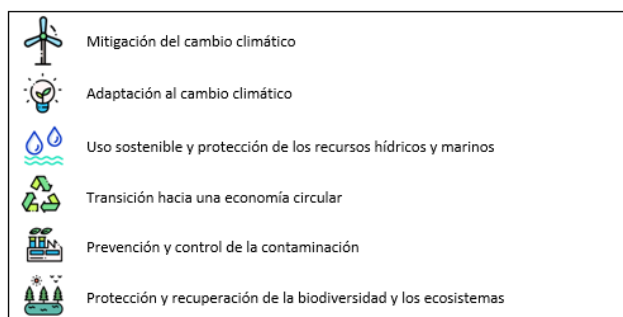 Mitigación del cambio climático
Adaptación al cambio climático
Uso sostenible y protección de los recursos hídricos y marinos
Transición hacia una economía circular
Prevención y control de la contaminación
Protección y recuperación de la biodiversidad y los ecosistemas